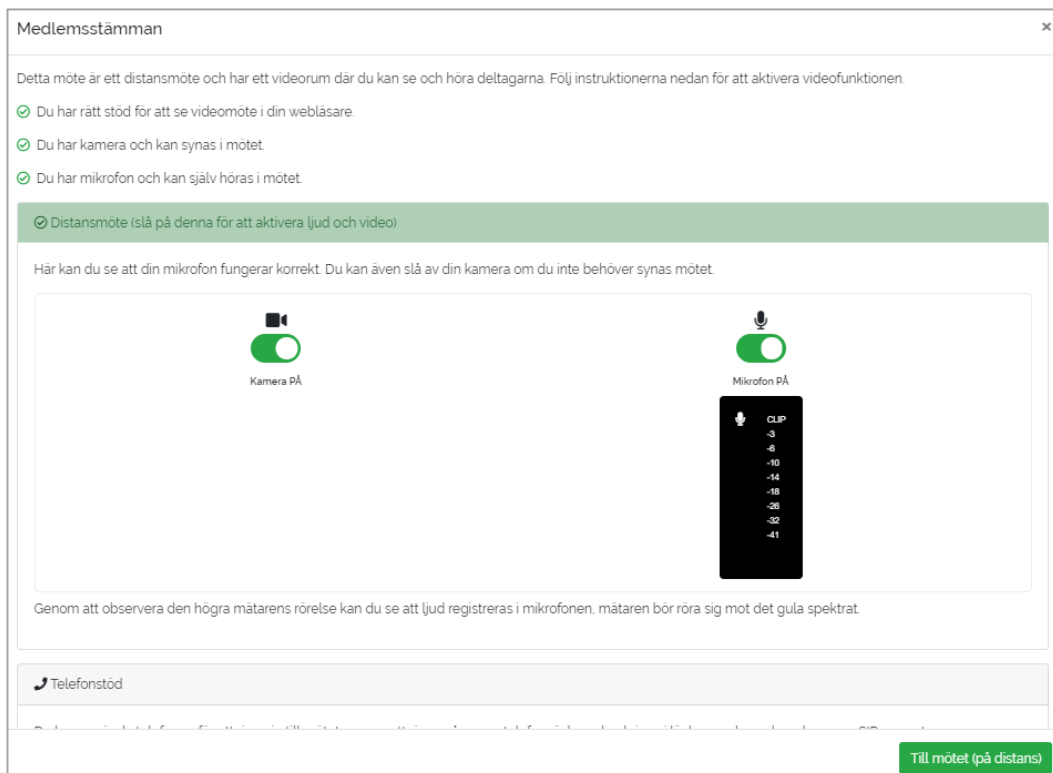 Medlemsstämman
×
Detta möte är ett distansmöte och har ett videorum där du kan se och höra deltagarna. Följ instruktionerna nedan för att aktivera videofunktionen.
Du har rätt stöd för att se videomöte i din webläsare.
Du har kamera och kan synas i mötet.
Du har mikrofon och kan själv höras i mötet.
Distansmöte (slå på denna för att aktivera ljud och video)
Här kan du se att din mikrofon fungerar korrekt. Du kan även slå av din kamera om du inte behöver synas mötet.
Kamera PÅ
Mikrofon PÅ
CLIP
-3
-6
-10
-14
-18
-26
-32
-41
Genom att observera den högra mätarens rörelse kan du se att ljud registreras i mikrofonen, mätaren bör röra sig mot det gula spektrat.
Telefonstöd
Till mötet (på distans)